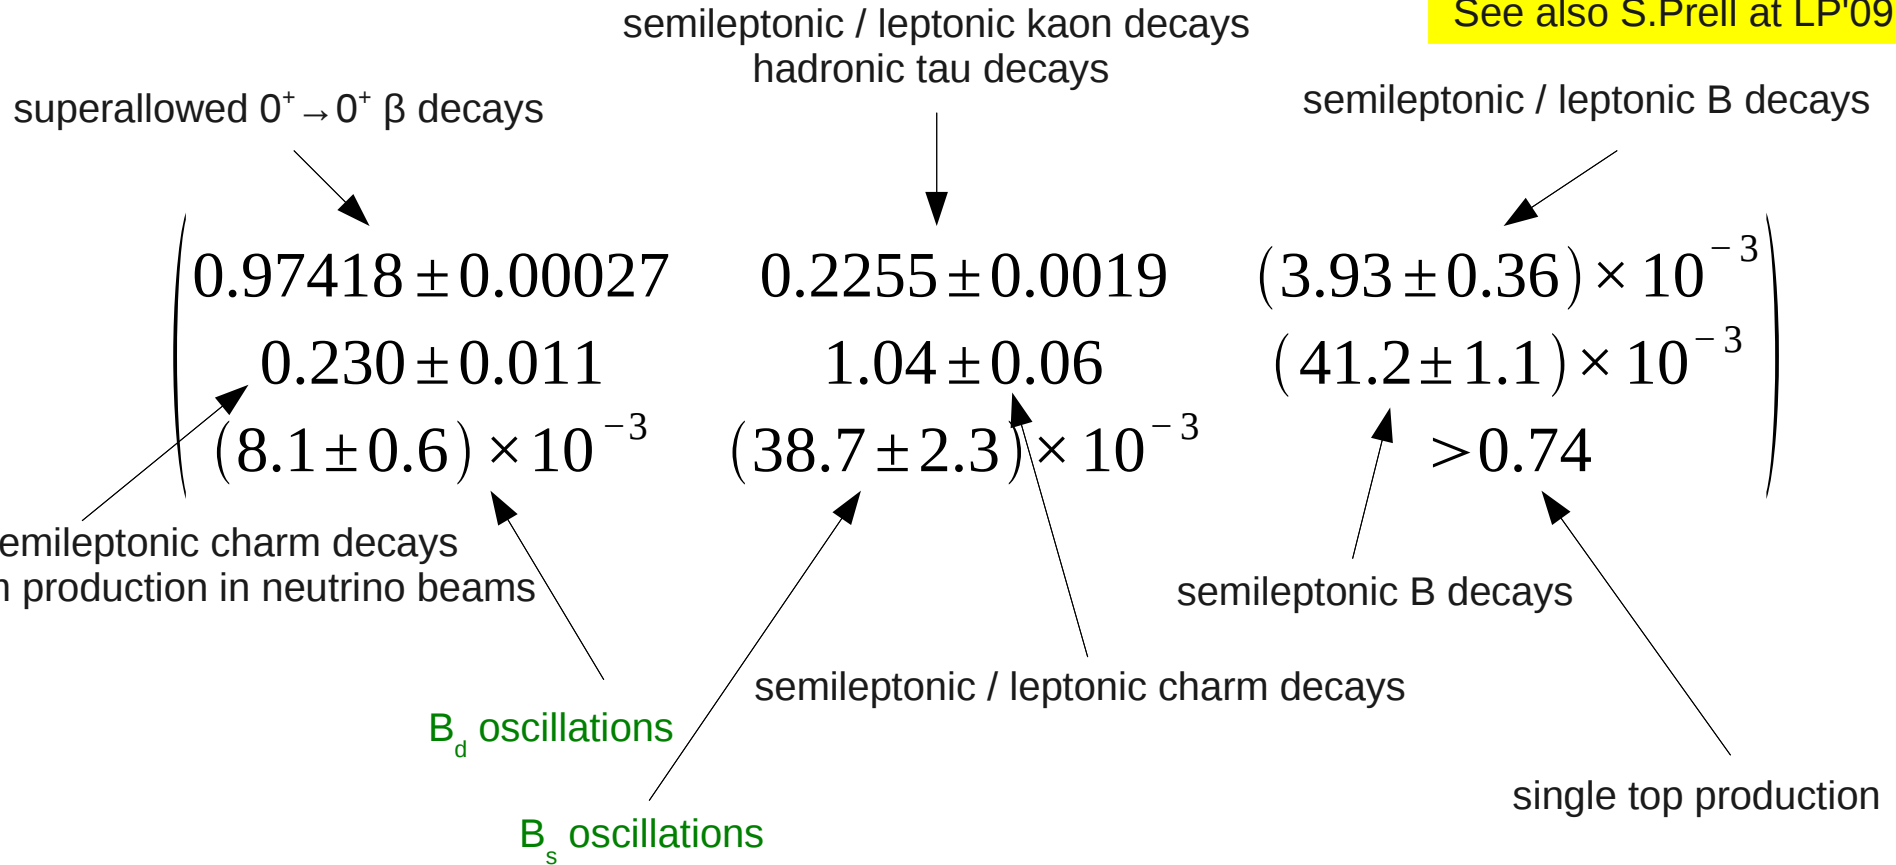 See also S.Prell at LP'09
semileptonic / leptonic kaon decays
hadronic tau decays
superallowed 0⁺→0⁺ β decays
semileptonic / leptonic B decays
0.97418 ± 0.00027 0.2255 ± 0.0019 (3.93 ± 0.36) × 10⁻³
0.230 ± 0.011 1.04 ± 0.06 (41.2 ± 1.1) × 10⁻³
(8.1 ± 0.6) × 10⁻³ (38.7 ± 2.3) × 10⁻³ >0.74
emileptonic charm decays
production in neutrino beams
semileptonic B decays
semileptonic / leptonic charm decays
B_d oscillations
single top production
B_s oscillations